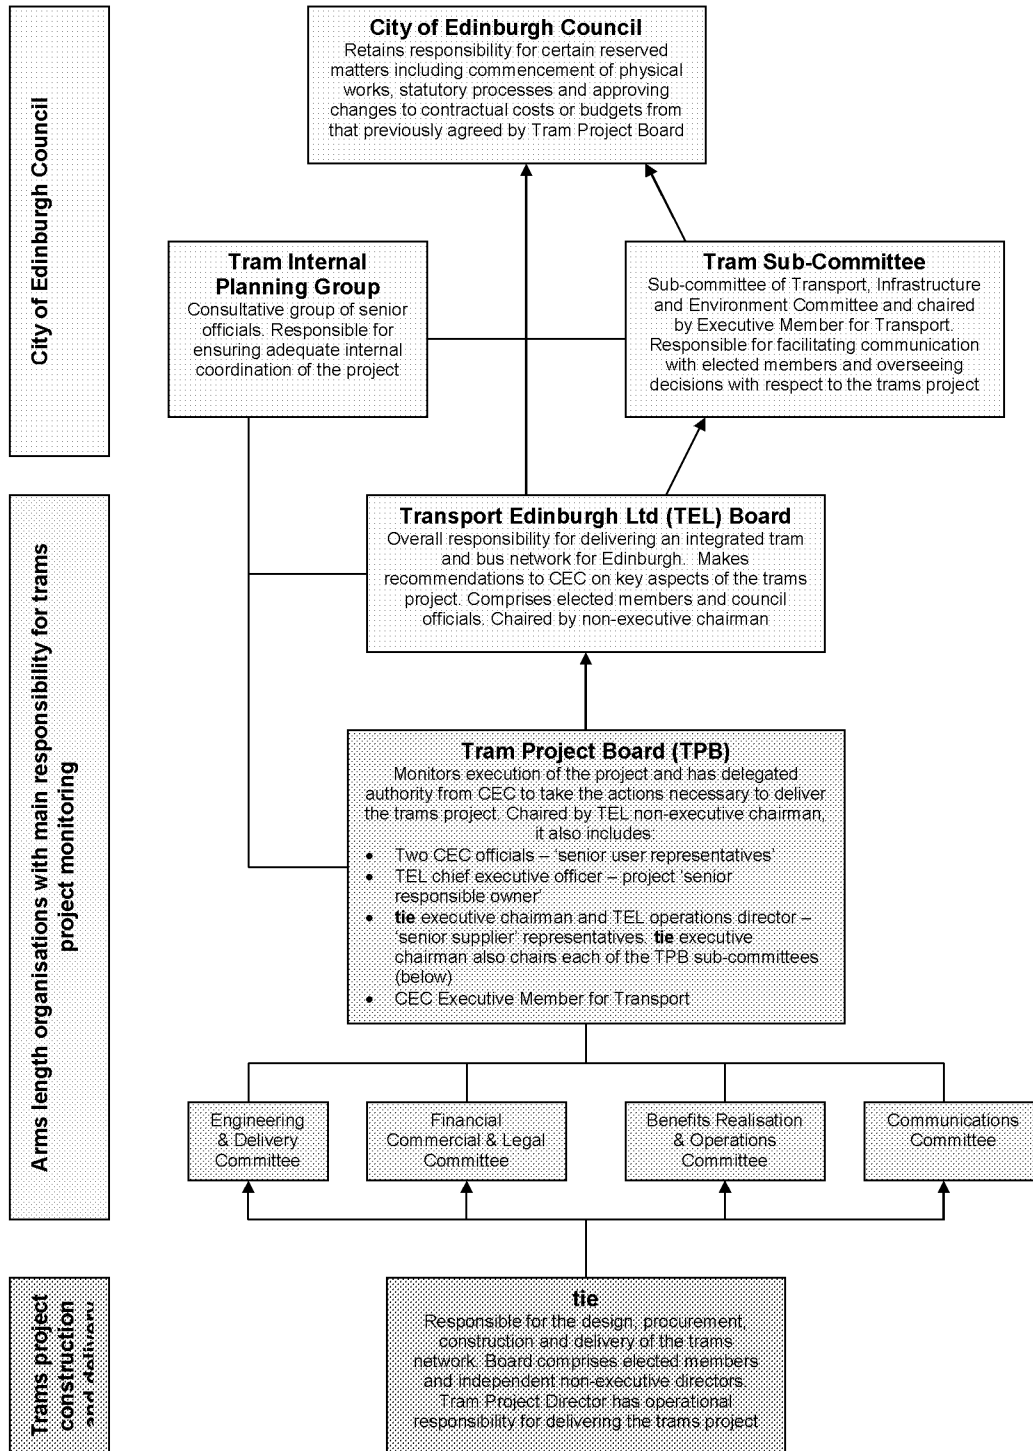 City of Edinburgh Council
City of Edinburgh Council
Retains responsibility for certain reserved
matters including commencement of physical
works, statutory processes and approving
changes to contractual costs or budgets from
that previously agreed by Tram Project Board
Tram Internal
Planning Group
Consultative group of senior
officials. Responsible for
ensuring adequate internal
coordination of the project
Tram Sub-Committee
Sub-committee of Transport, Infrastructure
and Environment Committee and chaired
by Executive Member for Transport.
Responsible for facilitating communication
with elected members and overseeing
decisions with respect to the trams project
Arms length organisations with main responsibility for trams
project monitoring
Transport Edinburgh Ltd (TEL) Board
Overall responsibility for delivering an integrated tram
and bus network for Edinburgh. Makes
recommendations to CEC on key aspects of the trams
project. Comprises elected members and council
officials. Chaired by non-executive chairman
Tram Project Board (TPB)
Monitors execution of the project and has delegated
authority from CEC to take the actions necessary to deliver
the trams project. Chaired by TEL non-executive chairman,
it also includes:
• Two CEC officials – ‘senior user representatives’
• TEL chief executive officer – project ‘senior
responsible owner’
• tie executive chairman and TEL operations director –
‘senior supplier’ representatives. tie executive
chairman also chairs each of the TPB sub-committees
(below)
• CEC Executive Member for Transport
Engineering
& Delivery
Committee
Financial
Commercial & Legal
Committee
Benefits Realisation
& Operations
Committee
Communications
Committee
Trams project
construction
and delivery
tie
Responsible for the design, procurement,
construction and delivery of the trams
network. Board comprises elected members
and independent non-executive directors.
Tram Project Director has operational
responsibility for delivering the trams project